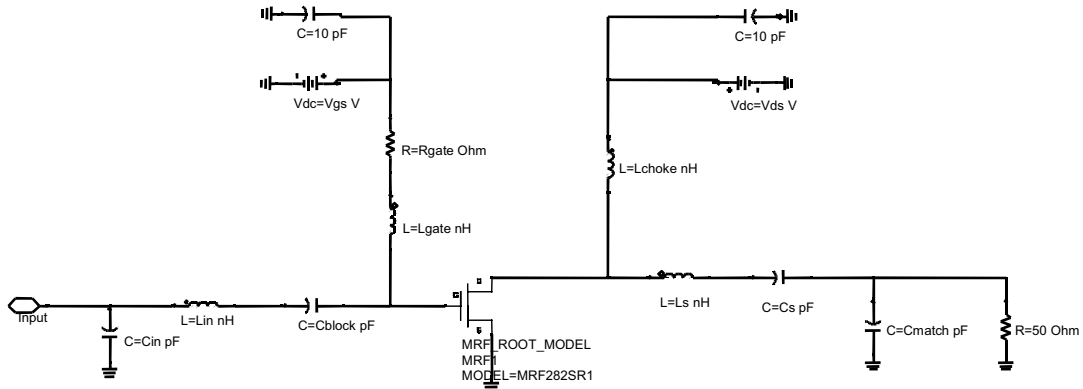 C=10 pF
C=10 pF
Vdc=Vgs V
Vdc=Vds V
R=Rgate Ohm
L=Lchoke nH
L=Lgate nH
Input
L=Lin nH
C=Cblock pF
L=Ls nH
C=Cs pF
C=Cin pF
C=Cmatch pF
R=50 Ohm
MRF_ROOT_MODEL
MRF1
MODEL=MRF282SR1